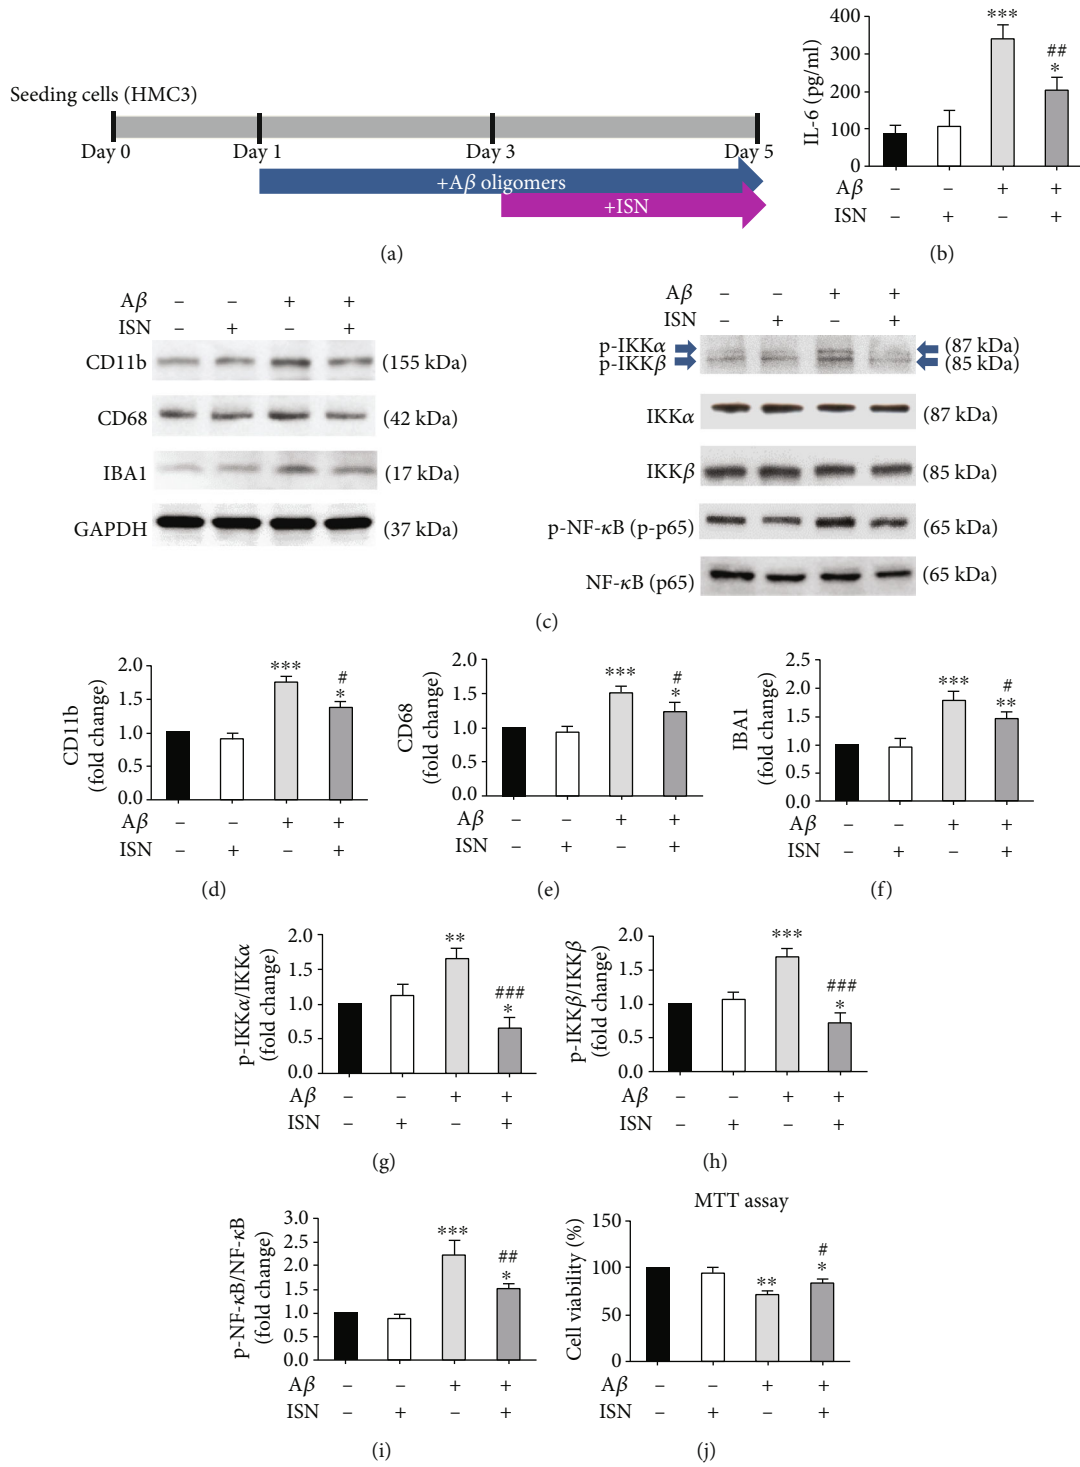 Seeding cells (HMC3)
Day 0
Day 1
Day 3
Day 5
+Aβ oligomers
+ISN
(a)
IL-6 (pg/ml)
400
300
200
100
0
***
##
*
Aβ – – + +
ISN – + – +
(b)
Aβ – – + +
ISN – + – +
CD11b (155 kDa)
CD68 (42 kDa)
IBA1 (17 kDa)
GAPDH (37 kDa)
Aβ – – + +
ISN – + – +
p-IKKα (87 kDa)
p-IKKβ (85 kDa)
IKKα (87 kDa)
IKKβ (85 kDa)
p-NF-κB (p-p65) (65 kDa)
NF-κB (p65) (65 kDa)
(c)
CD11b
(fold change)
2.0
1.5
1.0
0.5
0.0
***
#
*
Aβ – – + +
ISN – + – +
(d)
CD68
(fold change)
2.0
1.5
1.0
0.5
0.0
***
#
*
Aβ – – + +
ISN – + – +
(e)
IBA1
(fold change)
2.5
2.0
1.5
1.0
0.5
0.0
***
#
**
Aβ – – + +
ISN – + – +
(f)
p-IKKα/IKKα
(fold change)
2.0
1.5
1.0
0.5
0.0
**
###
*
Aβ – – + +
ISN – + – +
(g)
p-IKKβ/IKKβ
(fold change)
2.0
1.5
1.0
0.5
0.0
***
###
*
Aβ – – + +
ISN – + – +
(h)
p-NF-κB/NF-κB
(fold change)
3.0
2.5
2.0
1.5
1.0
0.5
0.0
***
##
*
Aβ – – + +
ISN – + – +
(i)
MTT assay
Cell viability (%)
150
100
50
0
**
#
*
Aβ – – + +
ISN – + – +
(j)